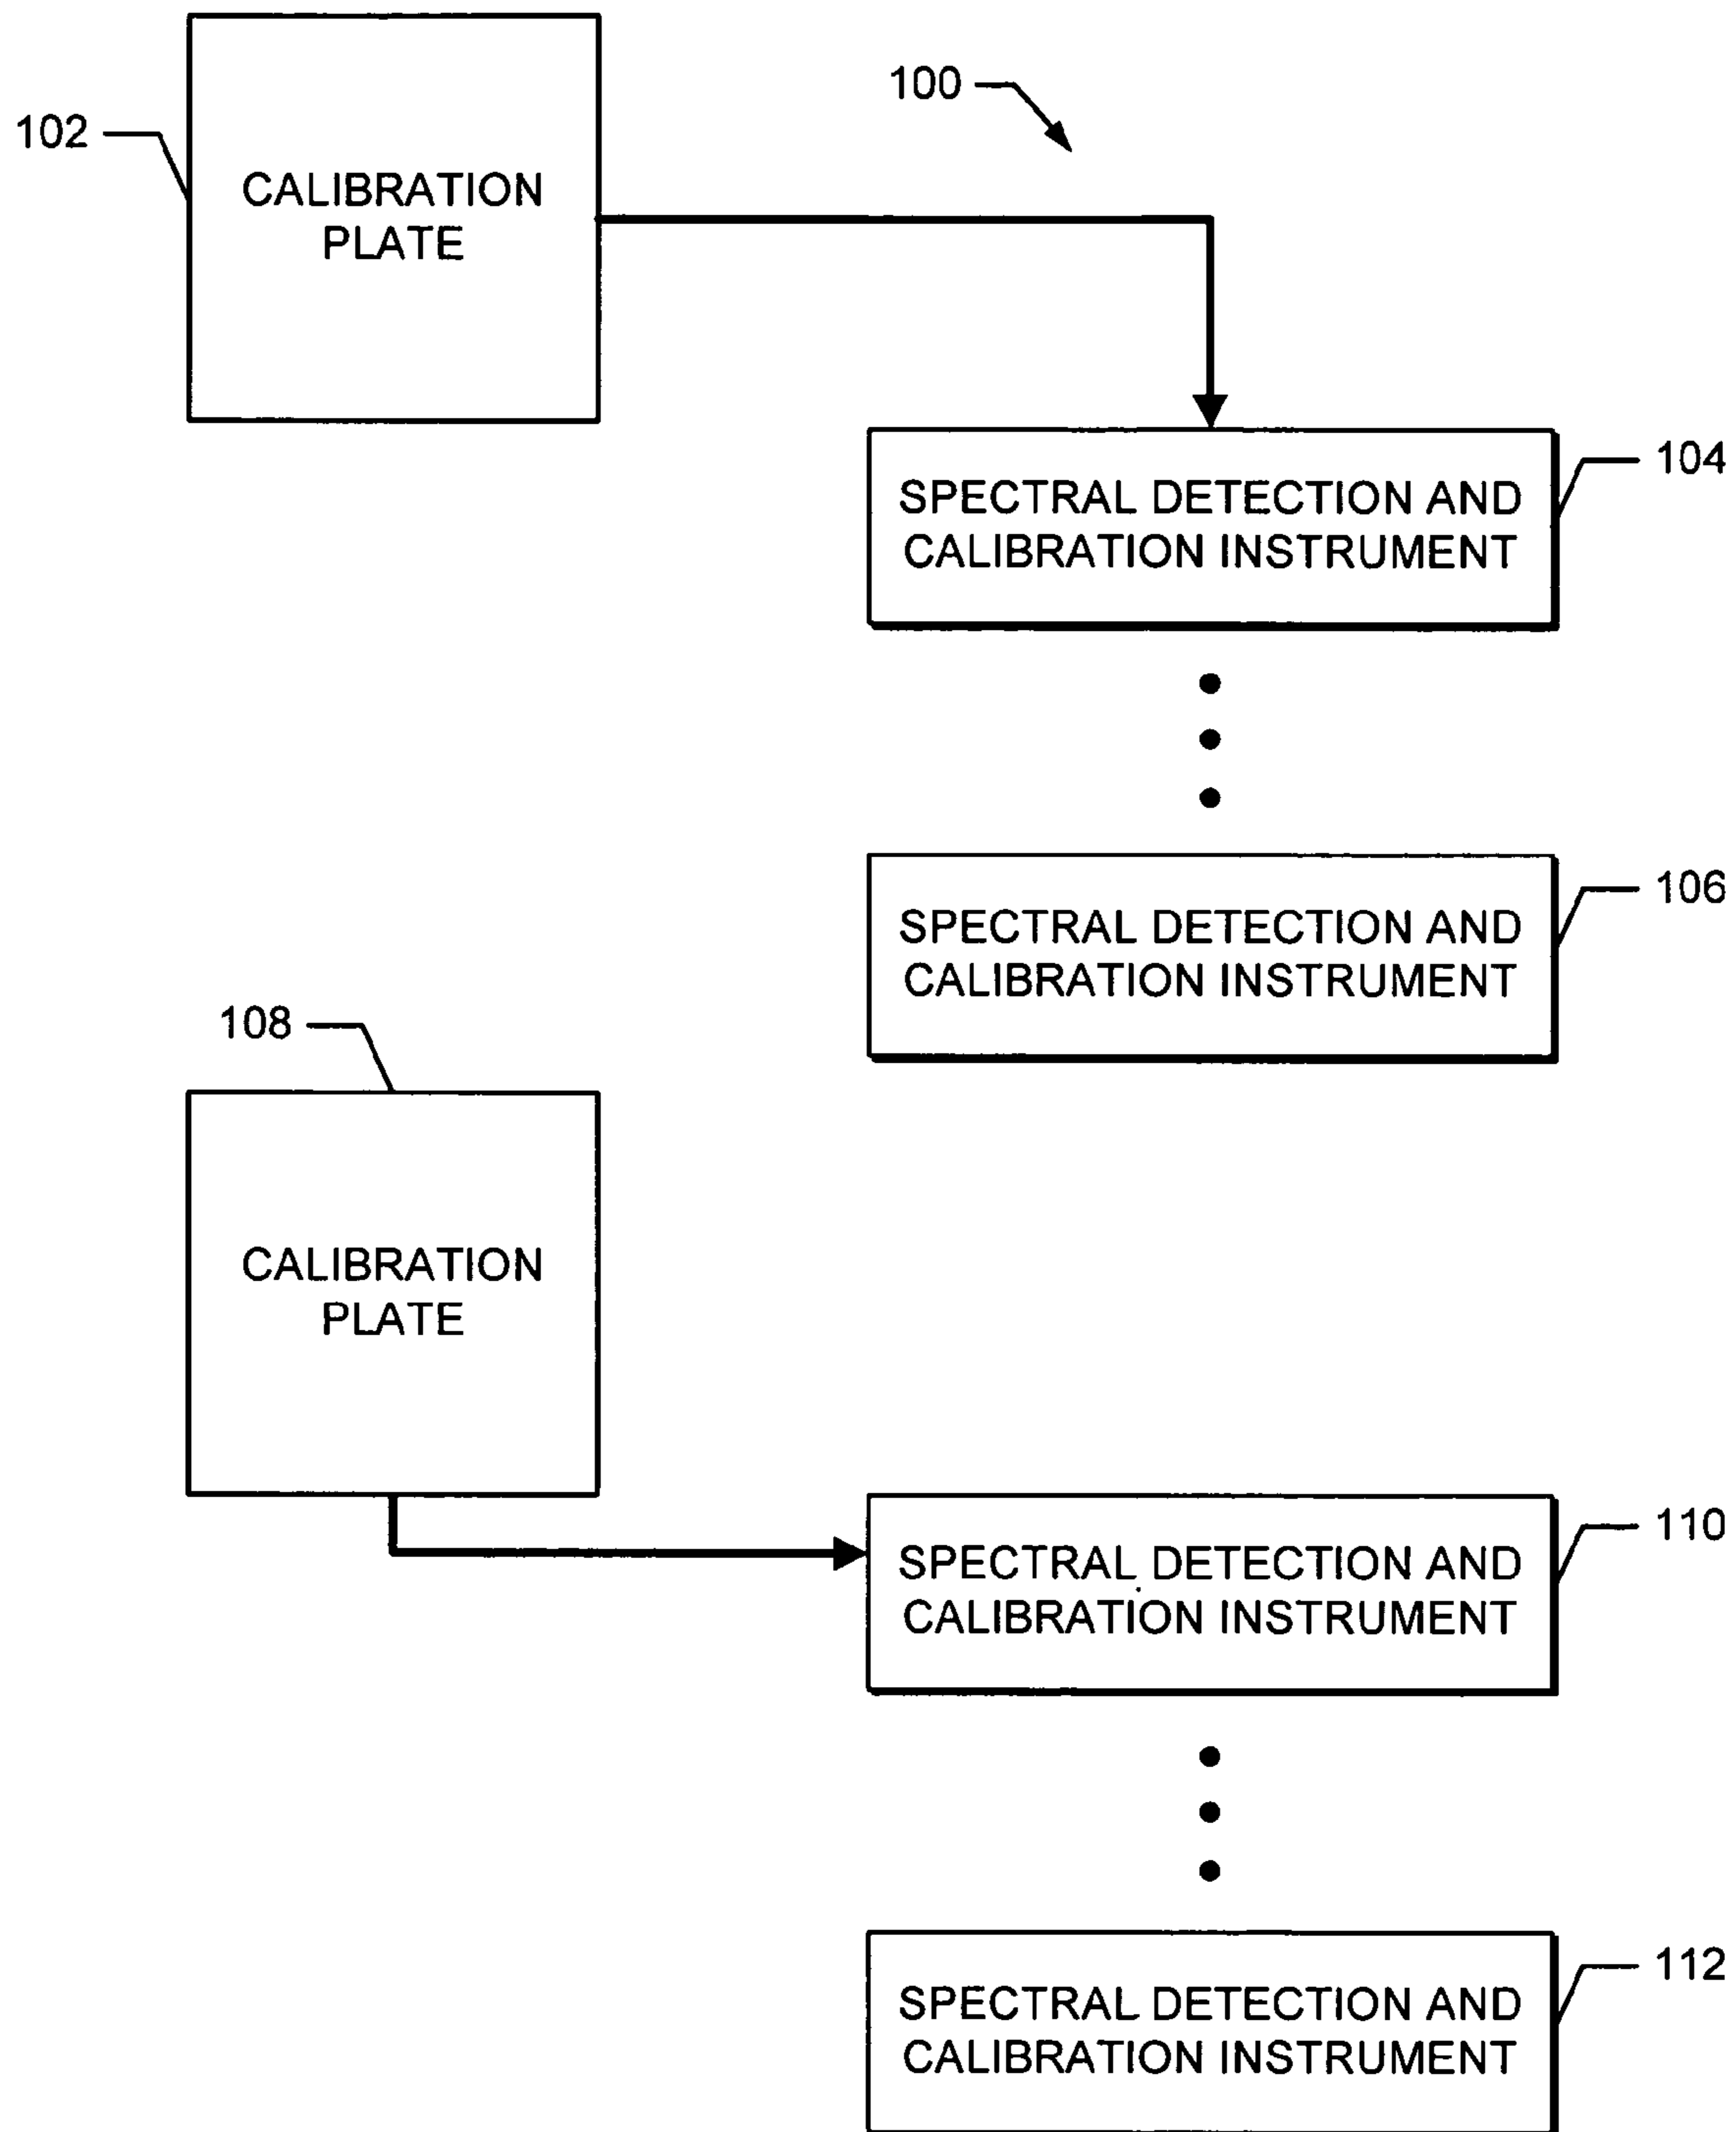 100
102
CALIBRATION
PLATE
104
SPECTRAL DETECTION AND
CALIBRATION INSTRUMENT
106
SPECTRAL DETECTION AND
CALIBRATION INSTRUMENT
108
CALIBRATION
PLATE
110
SPECTRAL DETECTION AND
CALIBRATION INSTRUMENT
112
SPECTRAL DETECTION AND
CALIBRATION INSTRUMENT